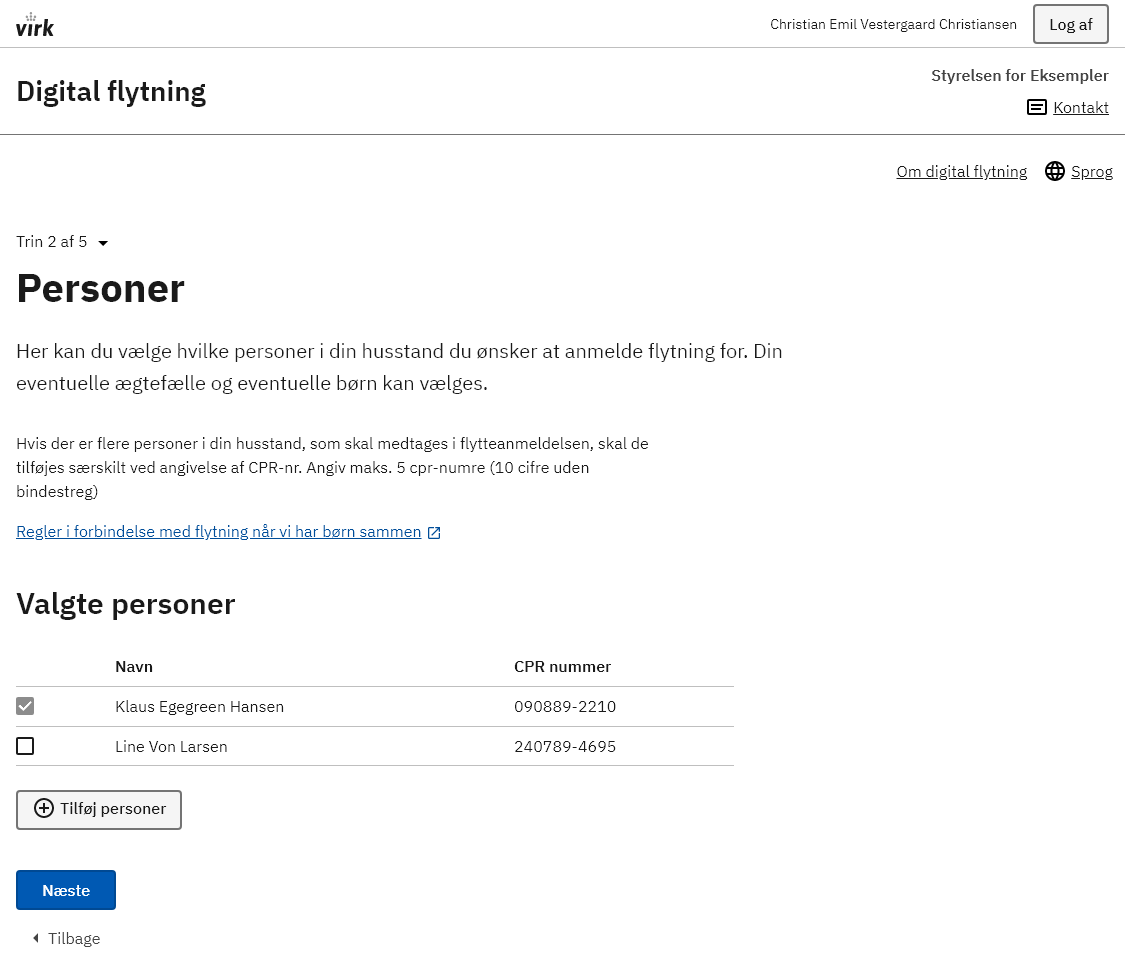 virk
Christian Emil Vestergaard Christiansen
Log af
Digital flytning
Styrelsen for Eksempler
Kontakt
Om digital flytning
Sprog
Trin 2 af 5
Personer
Her kan du vælge hvilke personer i din husstand du ønsker at anmelde flytning for. Din
eventuelle ægtefælle og eventuelle børn kan vælges.
Hvis der er flere personer i din husstand, som skal medtages i flytteanmeldelsen, skal de
tilføjes særskilt ved angivelse af CPR-nr. Angiv maks. 5 cpr-numre (10 cifre uden
bindestreg)
Regler i forbindelse med flytning når vi har børn sammen
Valgte personer
Navn CPR nummer
Klaus Egegreen Hansen 090889-2210
Line Von Larsen 240789-4695
Tilføj personer
Næste
Tilbage